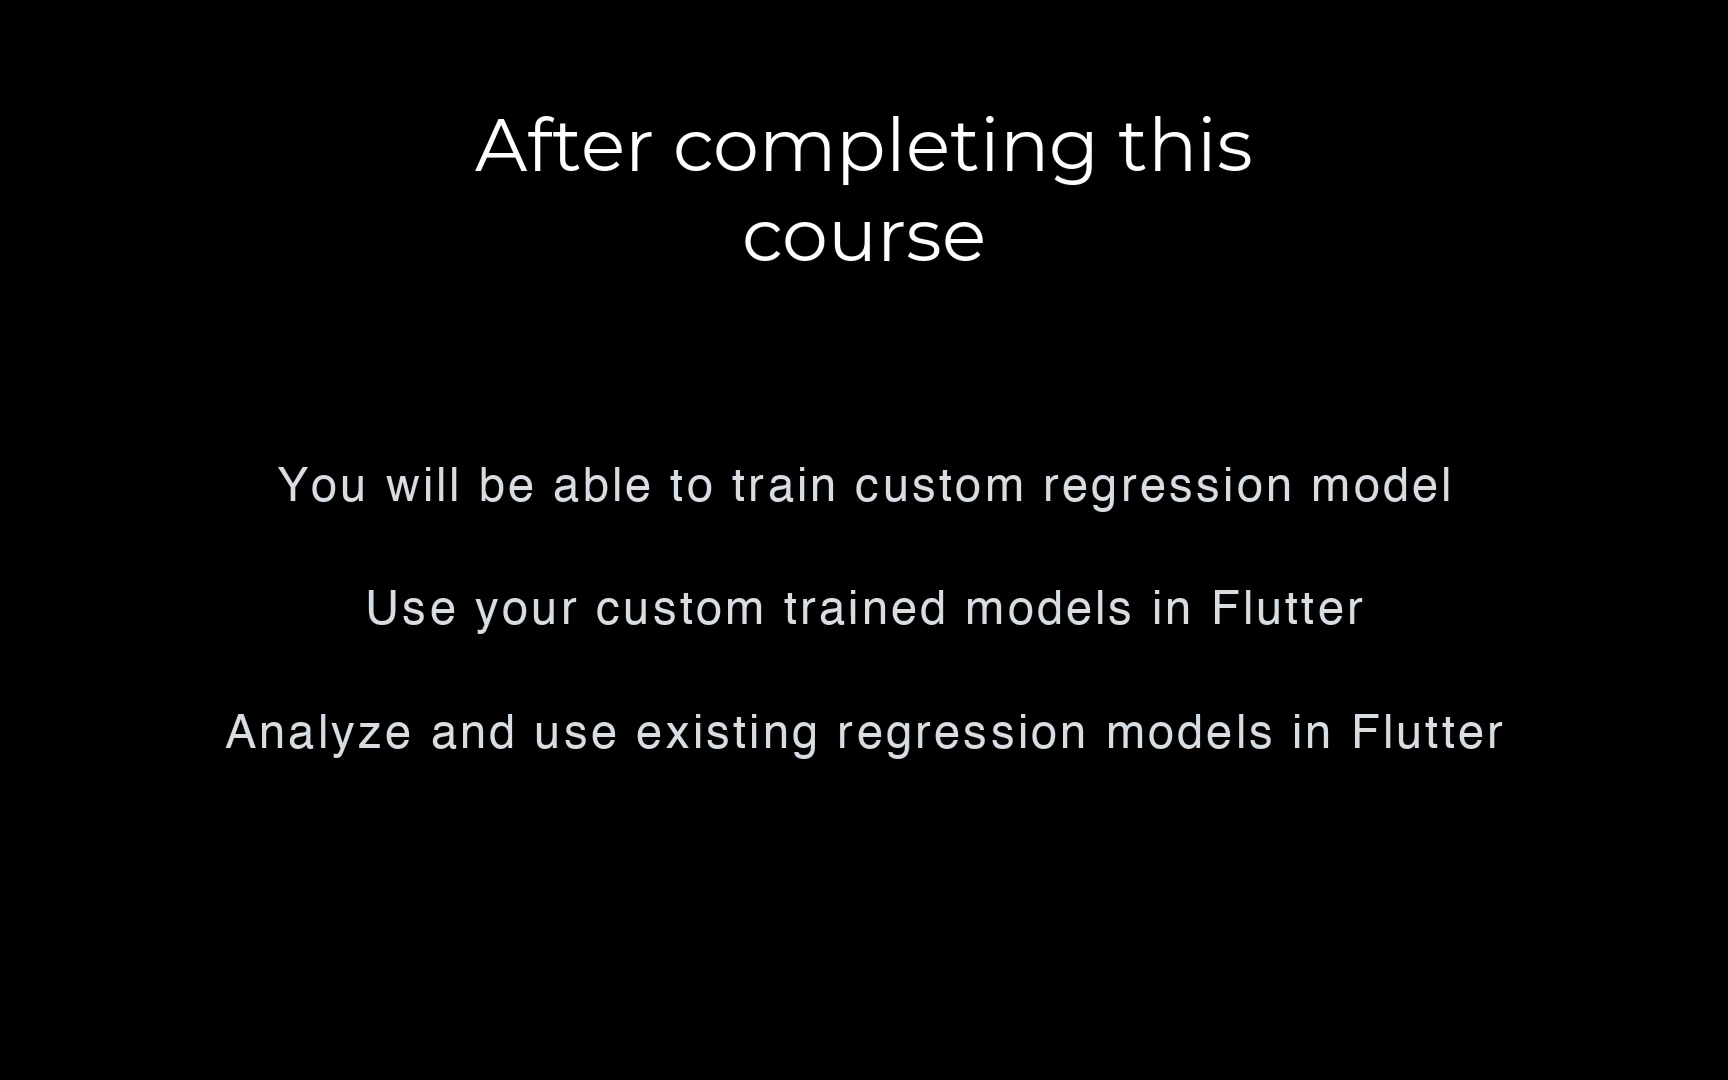 After completing this
course
You will be able to train custom regression model
Use your custom trained models in Flutter
Analyze and use existing regression models in Flutter